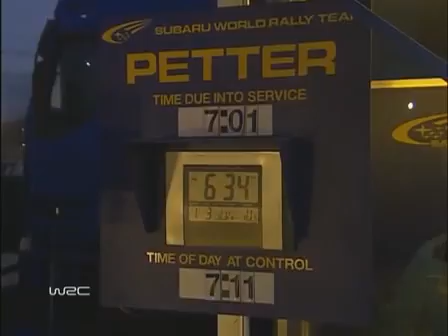 SUBARU WORLD RALLY TEAM
PETTER
TIME DUE INTO SERVICE
7:01
6 34
TIME OF DAY AT CONTROL
7:11
WRC